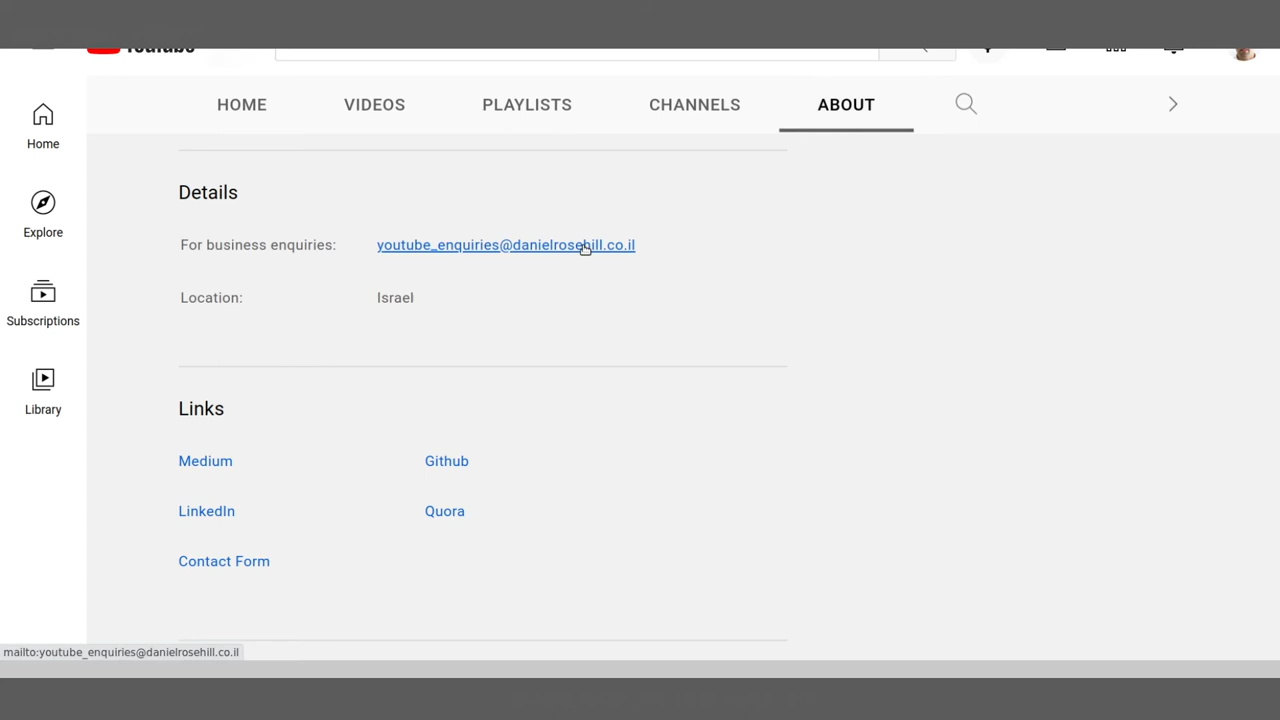 YouTube
HOME VIDEOS PLAYLISTS CHANNELS ABOUT
Home
Explore
Subscriptions
Library
Details
For business enquiries: youtube_enquiries@danielrosehill.co.il
Location: Israel
Links
Medium Github
LinkedIn Quora
Contact Form
mailto:youtube_enquiries@danielrosehill.co.il